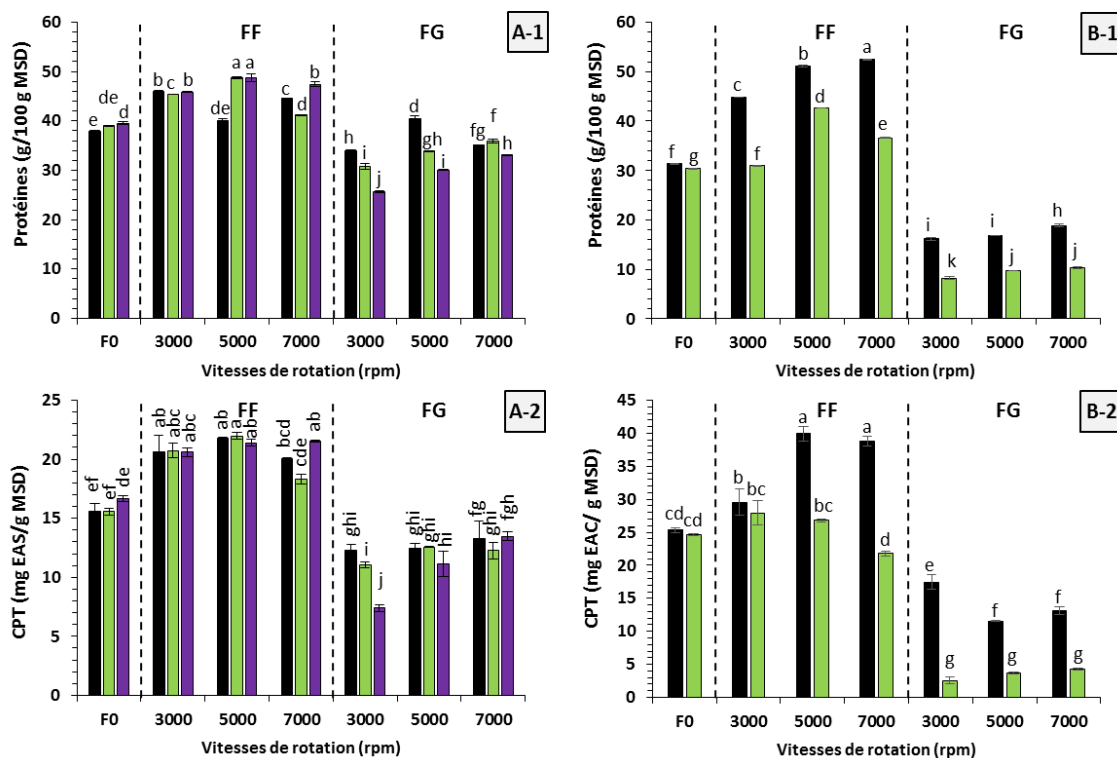 A-1
FF
FG
Protéines (g/100 g MSD)
60
50
40
30
20
10
0
e de d
b c b
de a a
c g b
h i j
d gh i
fg f h
F0 3000 5000 7000 3000 5000 7000
Vitesses de rotation (rpm)
B-1
FF
FG
Protéines (g/100 g MSD)
60
50
40
30
20
10
0
f g
c f
b d
a e
i k
i j
h j
F0 3000 5000 7000 3000 5000 7000
Vitesses de rotation (rpm)
A-2
FF
FG
CPT (mg EAS/g MSD)
25
20
15
10
5
0
ef ef de
ab abc abc
ab a ab
bcd cde ab
ghi i j
ghi ghi hi
fg ghi fgh
F0 3000 5000 7000 3000 5000 7000
Vitesses de rotation (rpm)
B-2
FF
FG
CPT (mg EAC/ g MSD)
45
40
35
30
25
20
15
10
5
0
cd cd
b bc
a bc
a d
e g
f g
f g
F0 3000 5000 7000 3000 5000 7000
Vitesses de rotation (rpm)